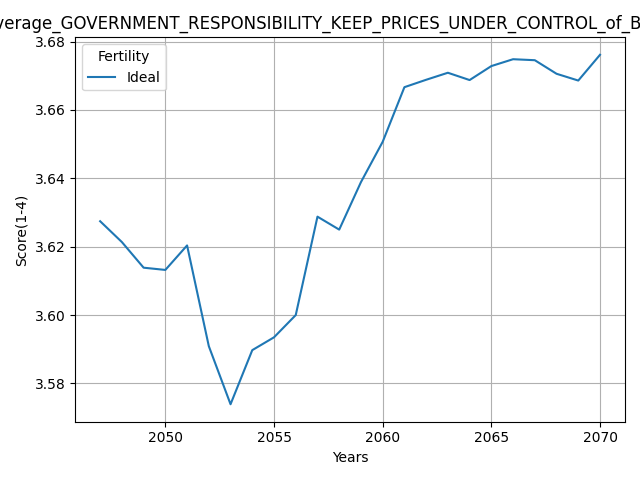 verage_GOVERNMENT_RESPONSIBILITY_KEEP_PRICES_UNDER_CONTROL_of_B
3.68
Fertility
Ideal
3.66
3.64
3.62
3.60
3.58
Score(1-4)
2050 2055 2060 2065 2070
Years